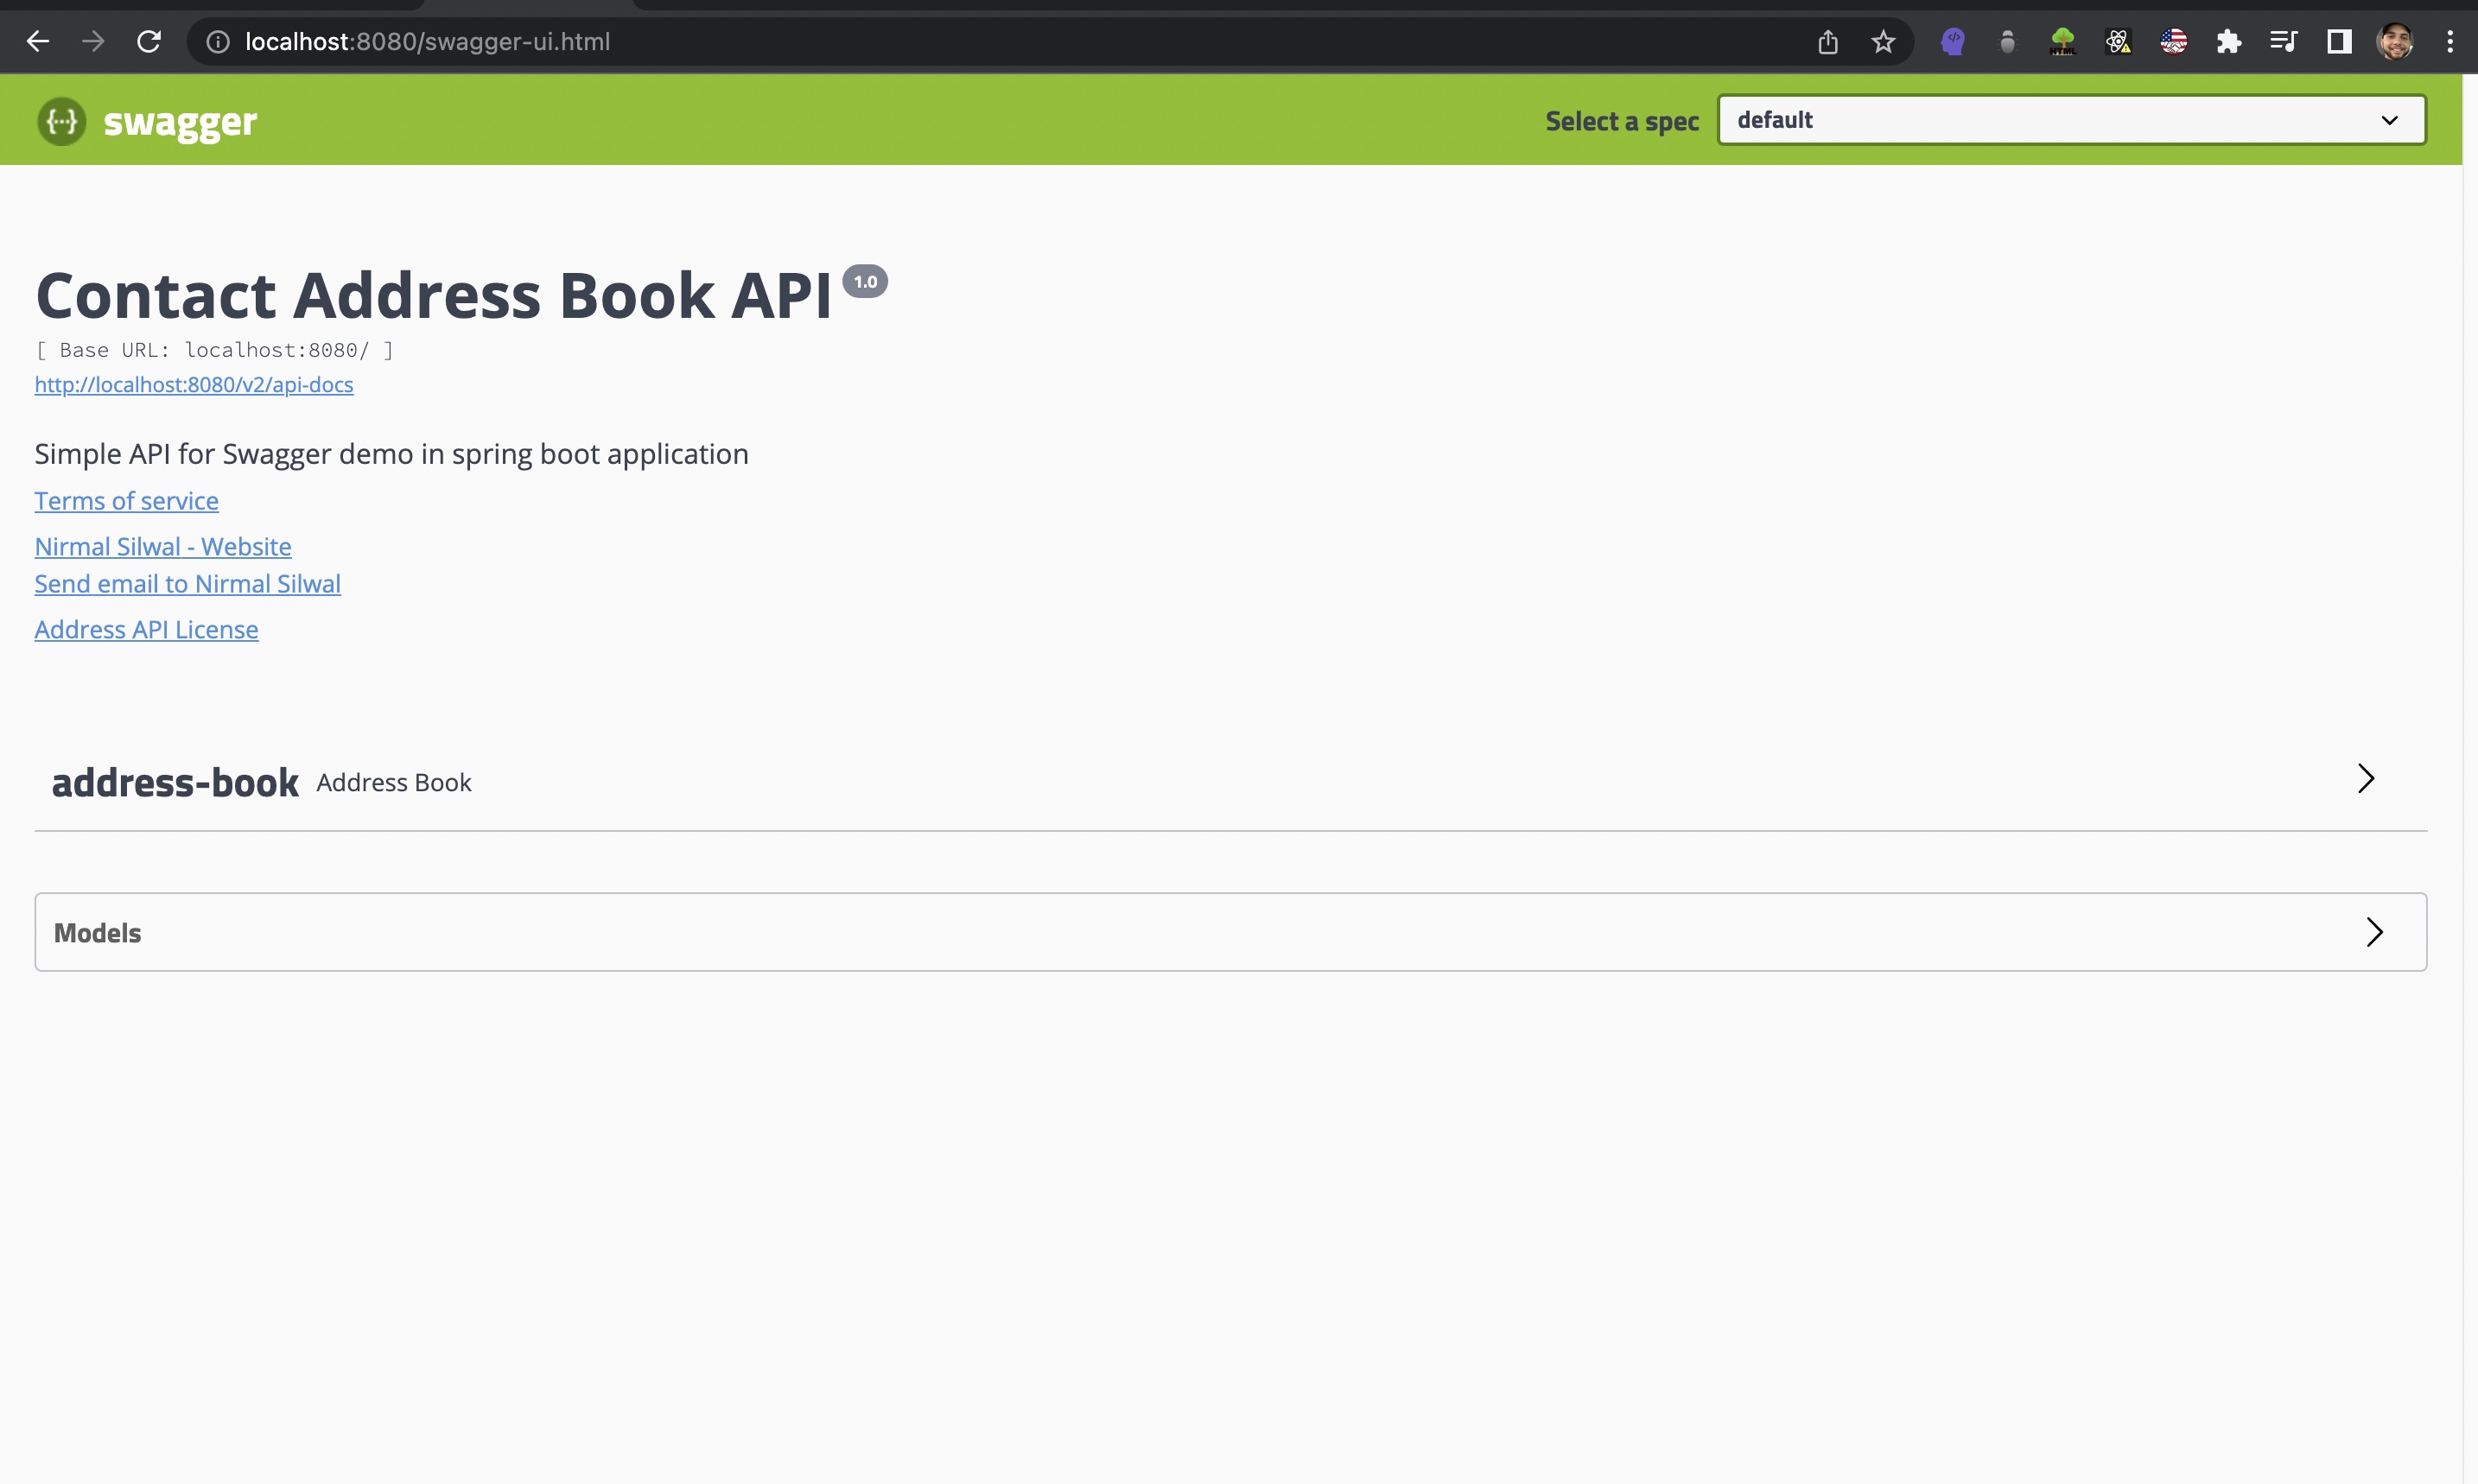 localhost:8080/swagger-ui.html
HTML
{···} swagger
Select a spec
default
Contact Address Book API 1.0
[ Base URL: localhost:8080/ ]
http://localhost:8080/v2/api-docs
Simple API for Swagger demo in spring boot application
Terms of service
Nirmal Silwal - Website
Send email to Nirmal Silwal
Address API License
address-book Address Book
Models